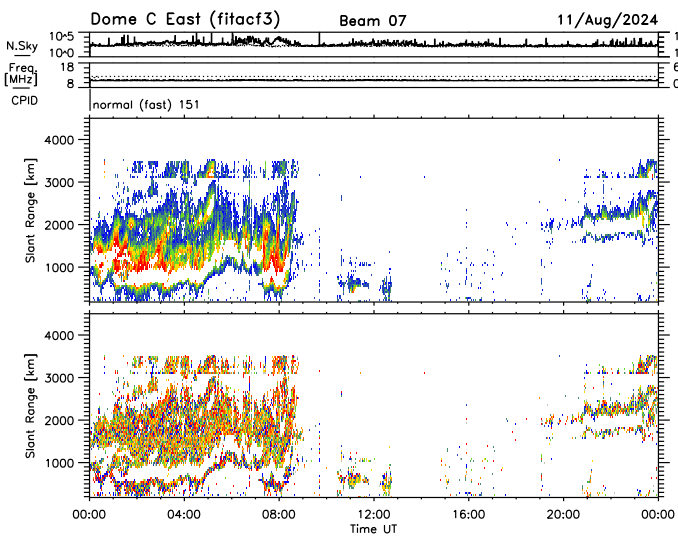 Dome C East (fitacf3) Beam 07 11/Aug/2024
N.Sky 10^5 10^0
Freq. [MHz] 18 8
CPID normal (fast) 151
Slant Range [km] 4000 3000 2000 1000
Slant Range [km] 4000 3000 2000 1000
00:00 04:00 08:00 12:00 16:00 20:00 00:00
Time UT